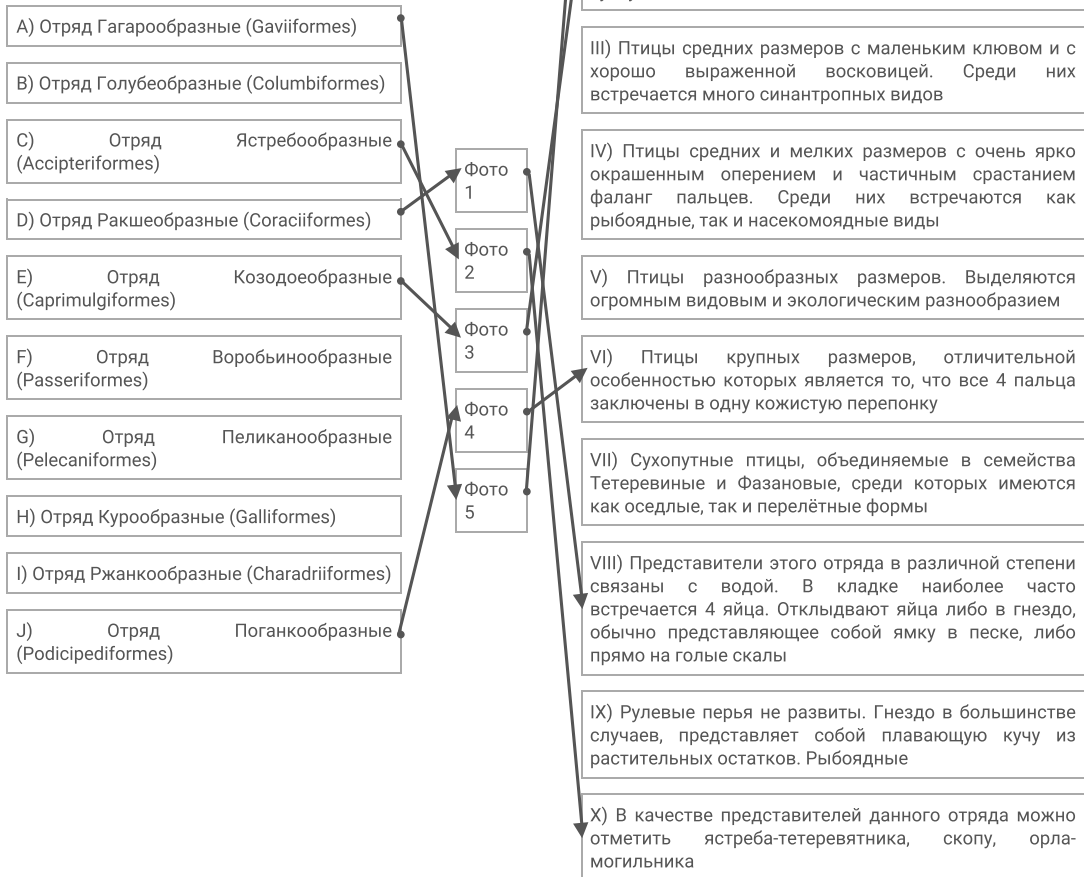 A) Отряд Гагарообразные (Gaviiformes)
B) Отряд Голубеобразные (Columbiformes)
C) Отряд Ястребообразные
(Accipteriformes)
D) Отряд Ракшеобразные (Coraciiformes)
E) Отряд Козодоеобразные
(Caprimulgiformes)
F) Отряд Воробьинообразные
(Passeriformes)
G) Отряд Пеликанообразные
(Pelecaniformes)
H) Отряд Курообразные (Galliformes)
I) Отряд Ржанкообразные (Charadriiformes)
J) Отряд Поганкообразные
(Podicipediformes)
Фото
1
Фото
2
Фото
3
Фото
4
Фото
5
III) Птицы средних размеров с маленьким клювом и с
хорошо выраженной восковицей. Среди них
встречается много синантропных видов
IV) Птицы средних и мелких размеров с очень ярко
окрашенным оперением и частичным срастанием
фаланг пальцев. Среди них встречаются как
рыбоядные, так и насекомоядные виды
V) Птицы разнообразных размеров. Выделяются
огромным видовым и экологическим разнообразием
VI) Птицы крупных размеров, отличительной
особенностью которых является то, что все 4 пальца
заключены в одну кожистую перепонку
VII) Сухопутные птицы, объединяемые в семейства
Тетеревиные и Фазановые, среди которых имеются
как оседлые, так и перелётные формы
VIII) Представители этого отряда в различной степени
связаны с водой. В кладке наиболее часто
встречается 4 яйца. Отклыдвают яйца либо в гнездо,
обычно представляющее собой ямку в песке, либо
прямо на голые скалы
IX) Рулевые перья не развиты. Гнездо в большинстве
случаев, представляет собой плавающую кучу из
растительных остатков. Рыбоядные
X) В качестве представителей данного отряда можно
отметить ястреба-тетеревятника, скопу, орла-
могильника